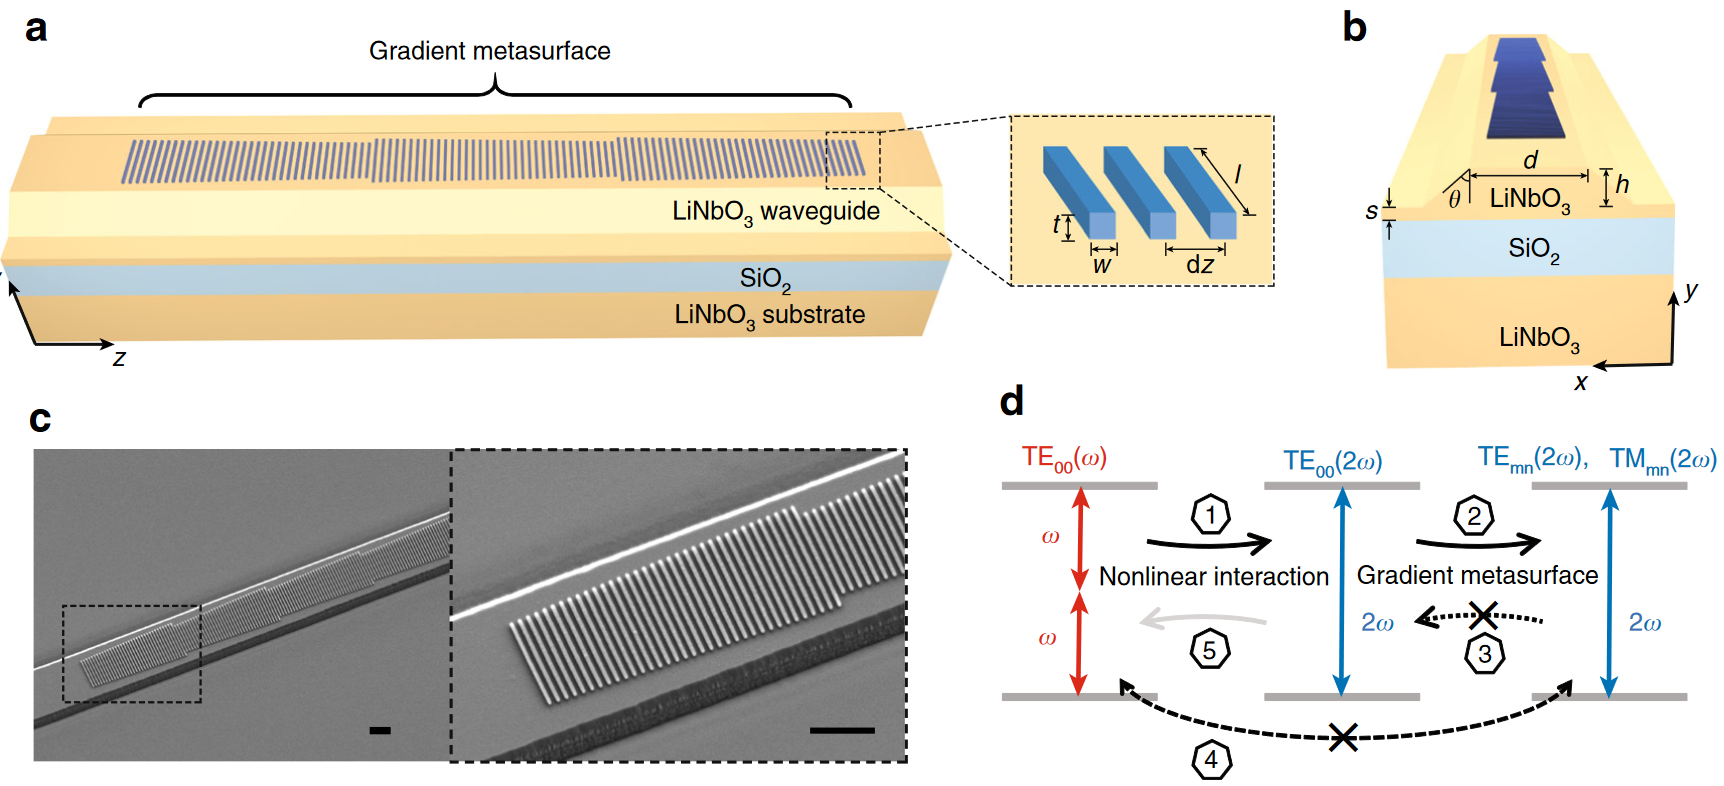 a
Gradient metasurface
LiNbO3 waveguide
SiO2
LiNbO3 substrate
z
l
t
w
dz
b
d
h
θ
LiNbO3
s
SiO2
LiNbO3
y
x
c
d
TE00(ω)
TE00(2ω)
TEmn(2ω), TMmn(2ω)
1
2
ω
Nonlinear interaction
Gradient metasurface
ω
2ω
2ω
5
3
4